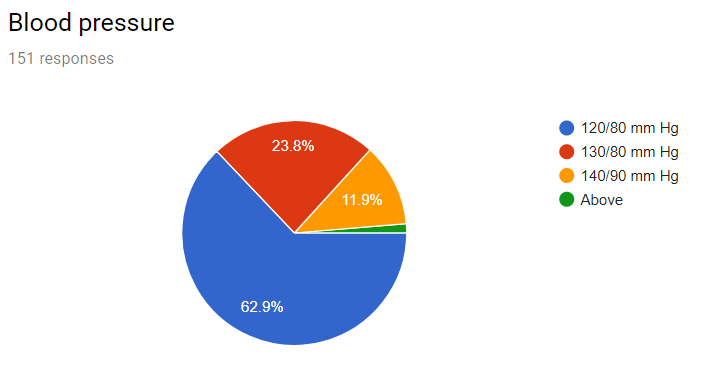 Blood pressure
151 responses
23.8%
11.9%
62.9%
120/80 mm Hg
130/80 mm Hg
140/90 mm Hg
Above